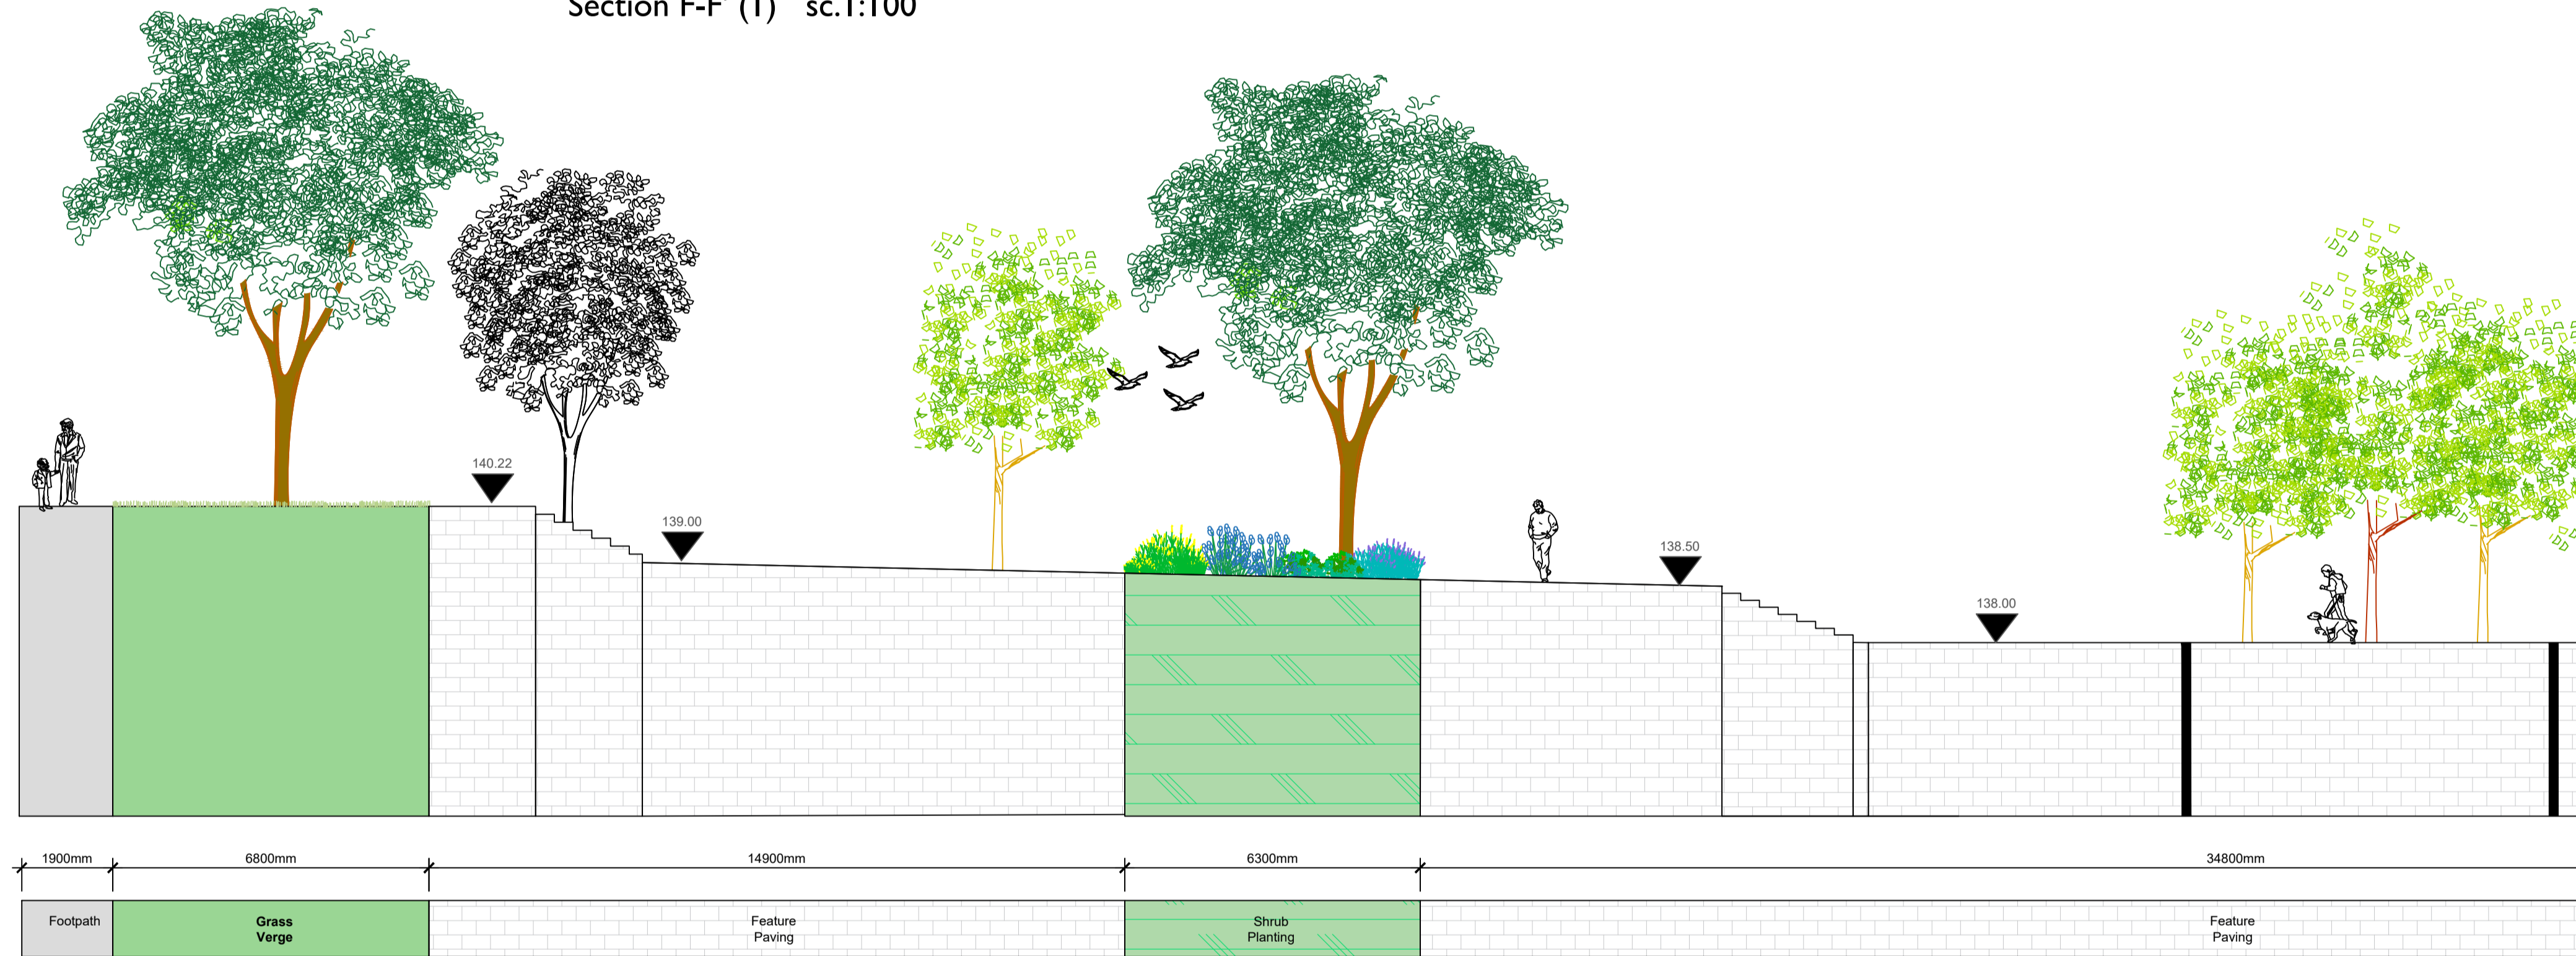 Section F-F' (1) sc.1:100
140.22
139.00
138.50
138.00
1900mm
6800mm
14900mm
6300mm
34800mm
Footpath
Grass
Verge
Feature
Paving
Shrub
Planting
Feature
Paving